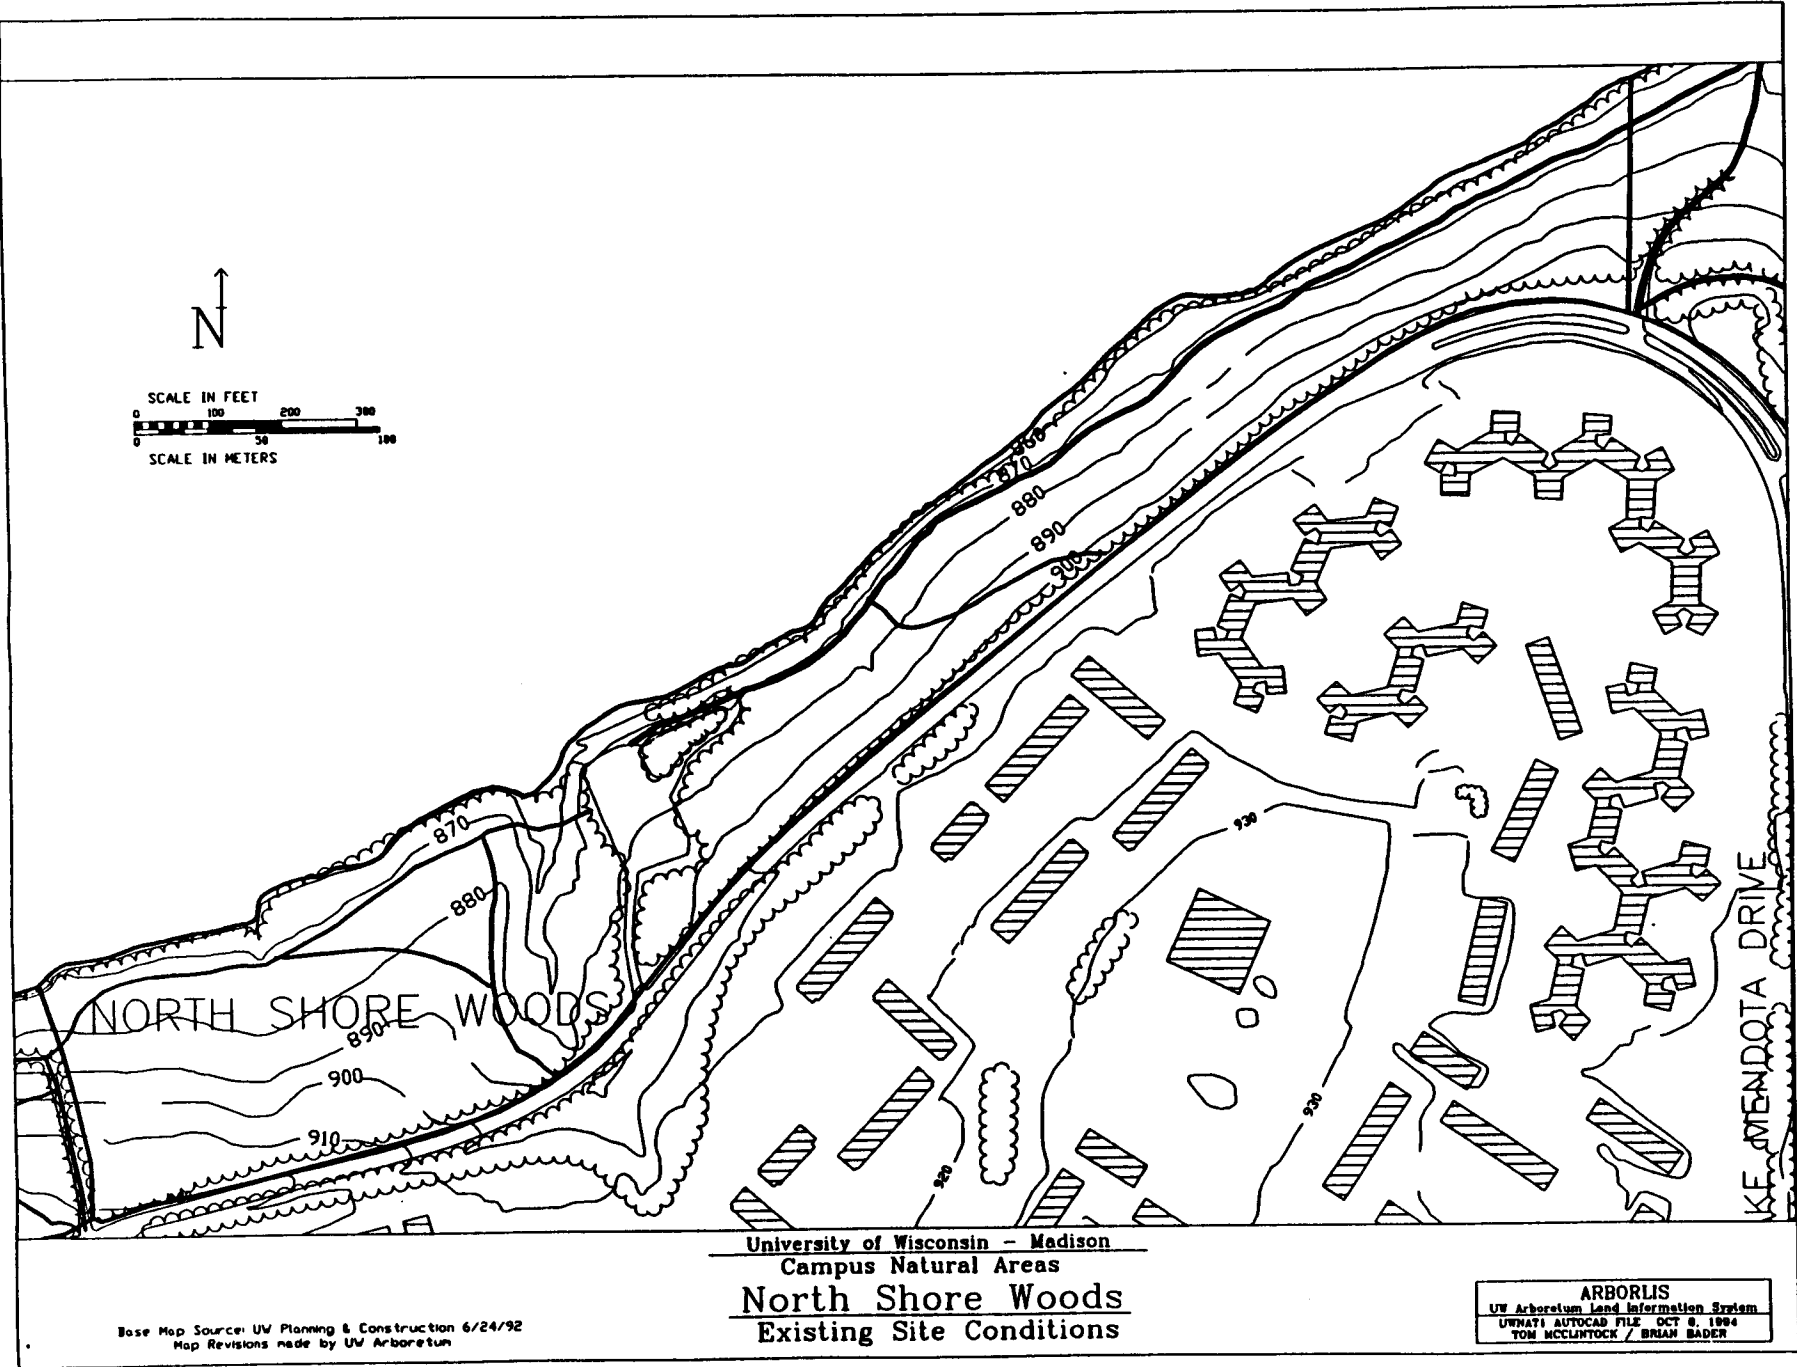 N
SCALE IN FEET
0 100 200 300
0 50 100
SCALE IN METERS
860
870
880
890
900
870
880
NORTH SHORE WOODS
890
900
910
930
930
920
KE MENDOTA DRIVE
University of Wisconsin - Madison
Campus Natural Areas
North Shore Woods
Existing Site Conditions
Base Map Source: UW Planning & Construction 6/24/92
Map Revisions made by UW Arboretum
ARBORLIS
UW Arboretum Land Information System
UWNAT1 AUTOCAD FILE OCT 6, 1994
TOM MCCLINTOCK / BRIAN BADER